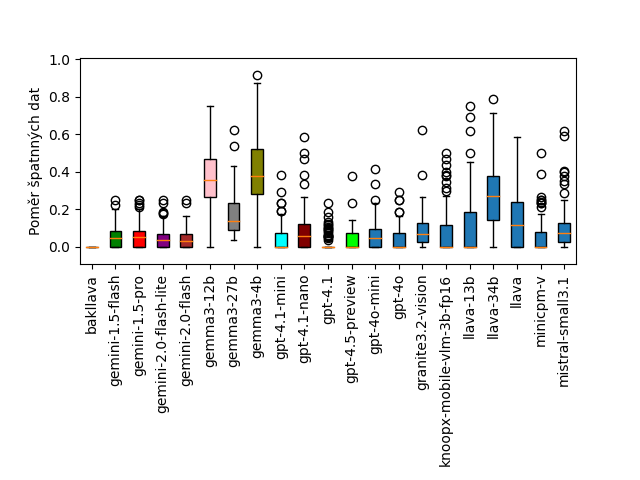 Poměr špatnných dat
1.0
0.8
0.6
0.4
0.2
0.0
bakllava
gemini-1.5-flash
gemini-1.5-pro
gemini-2.0-flash-lite
gemini-2.0-flash
gemma3-12b
gemma3-27b
gemma3-4b
gpt-4.1-mini
gpt-4.1-nano
gpt-4.1
gpt-4.5-preview
gpt-4o-mini
gpt-4o
granite3.2-vision
knoopx-mobile-vlm-3b-fp16
llava-13b
llava-34b
llava
minicpm-v
mistral-small3.1